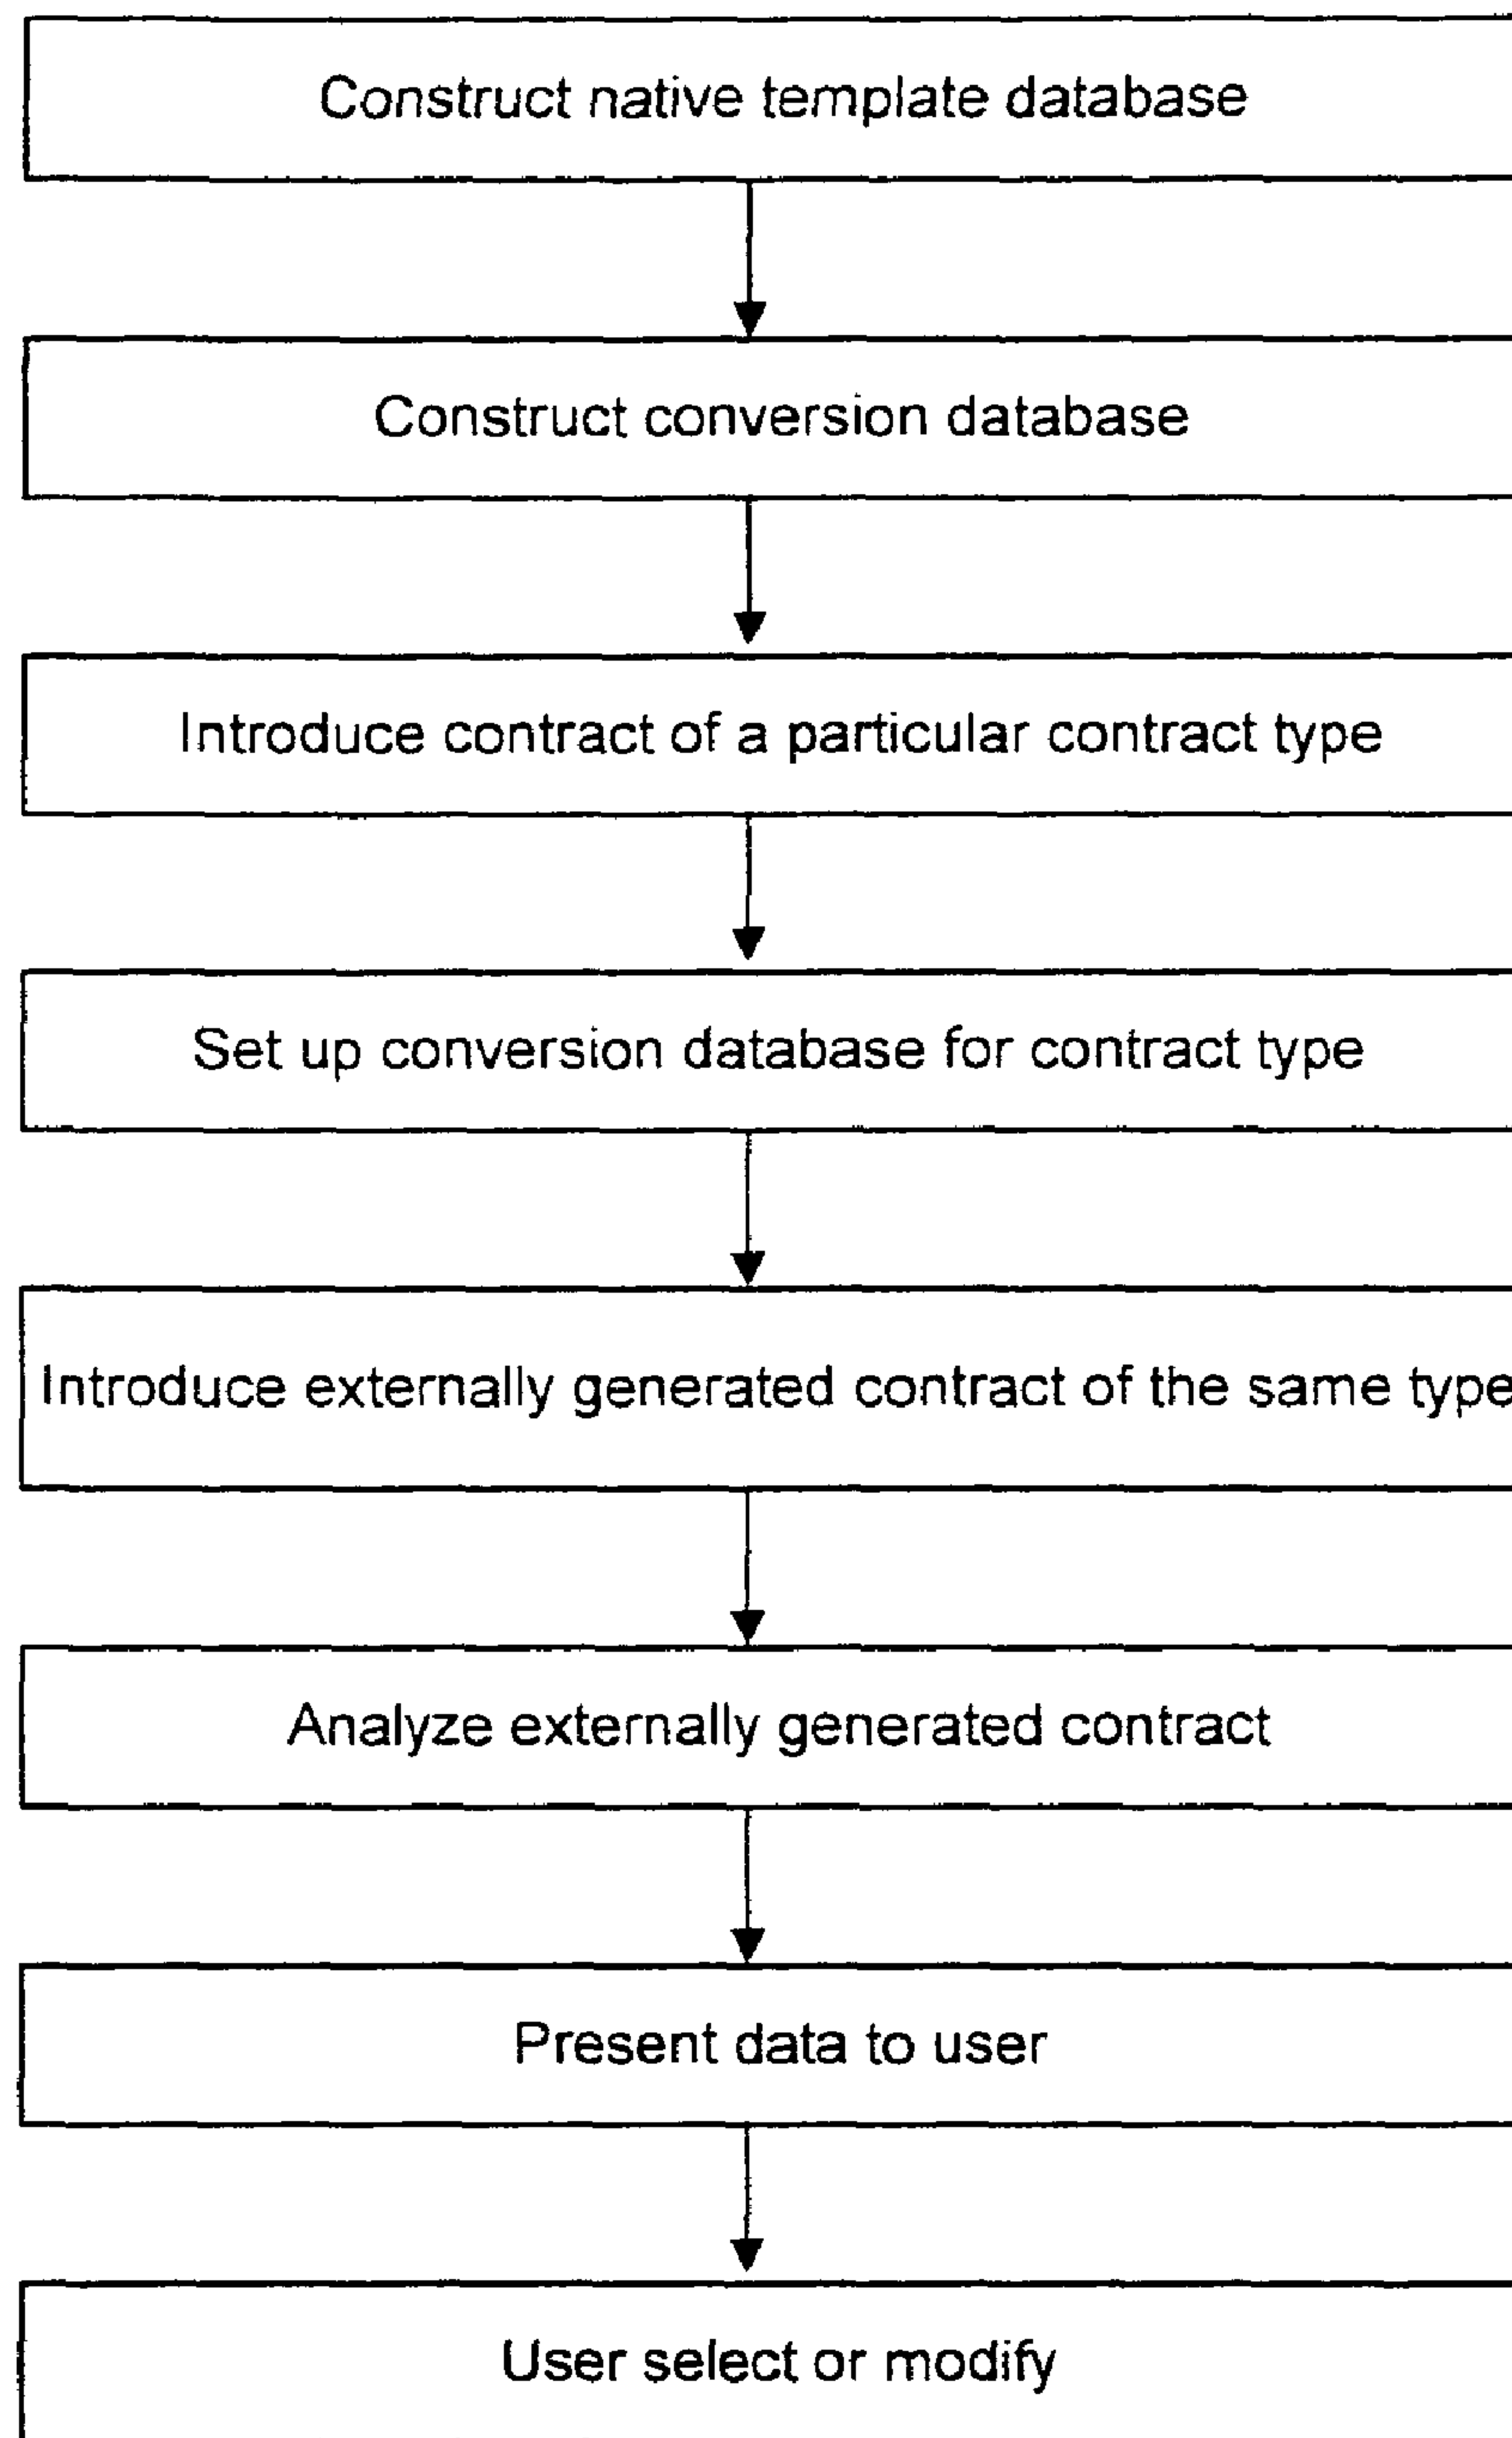 Construct native template database
Construct conversion database
Introduce contract of a particular contract type
Set up conversion database for contract type
Introduce externally generated contract of the same type
Analyze externally generated contract
Present data to user
User select or modify